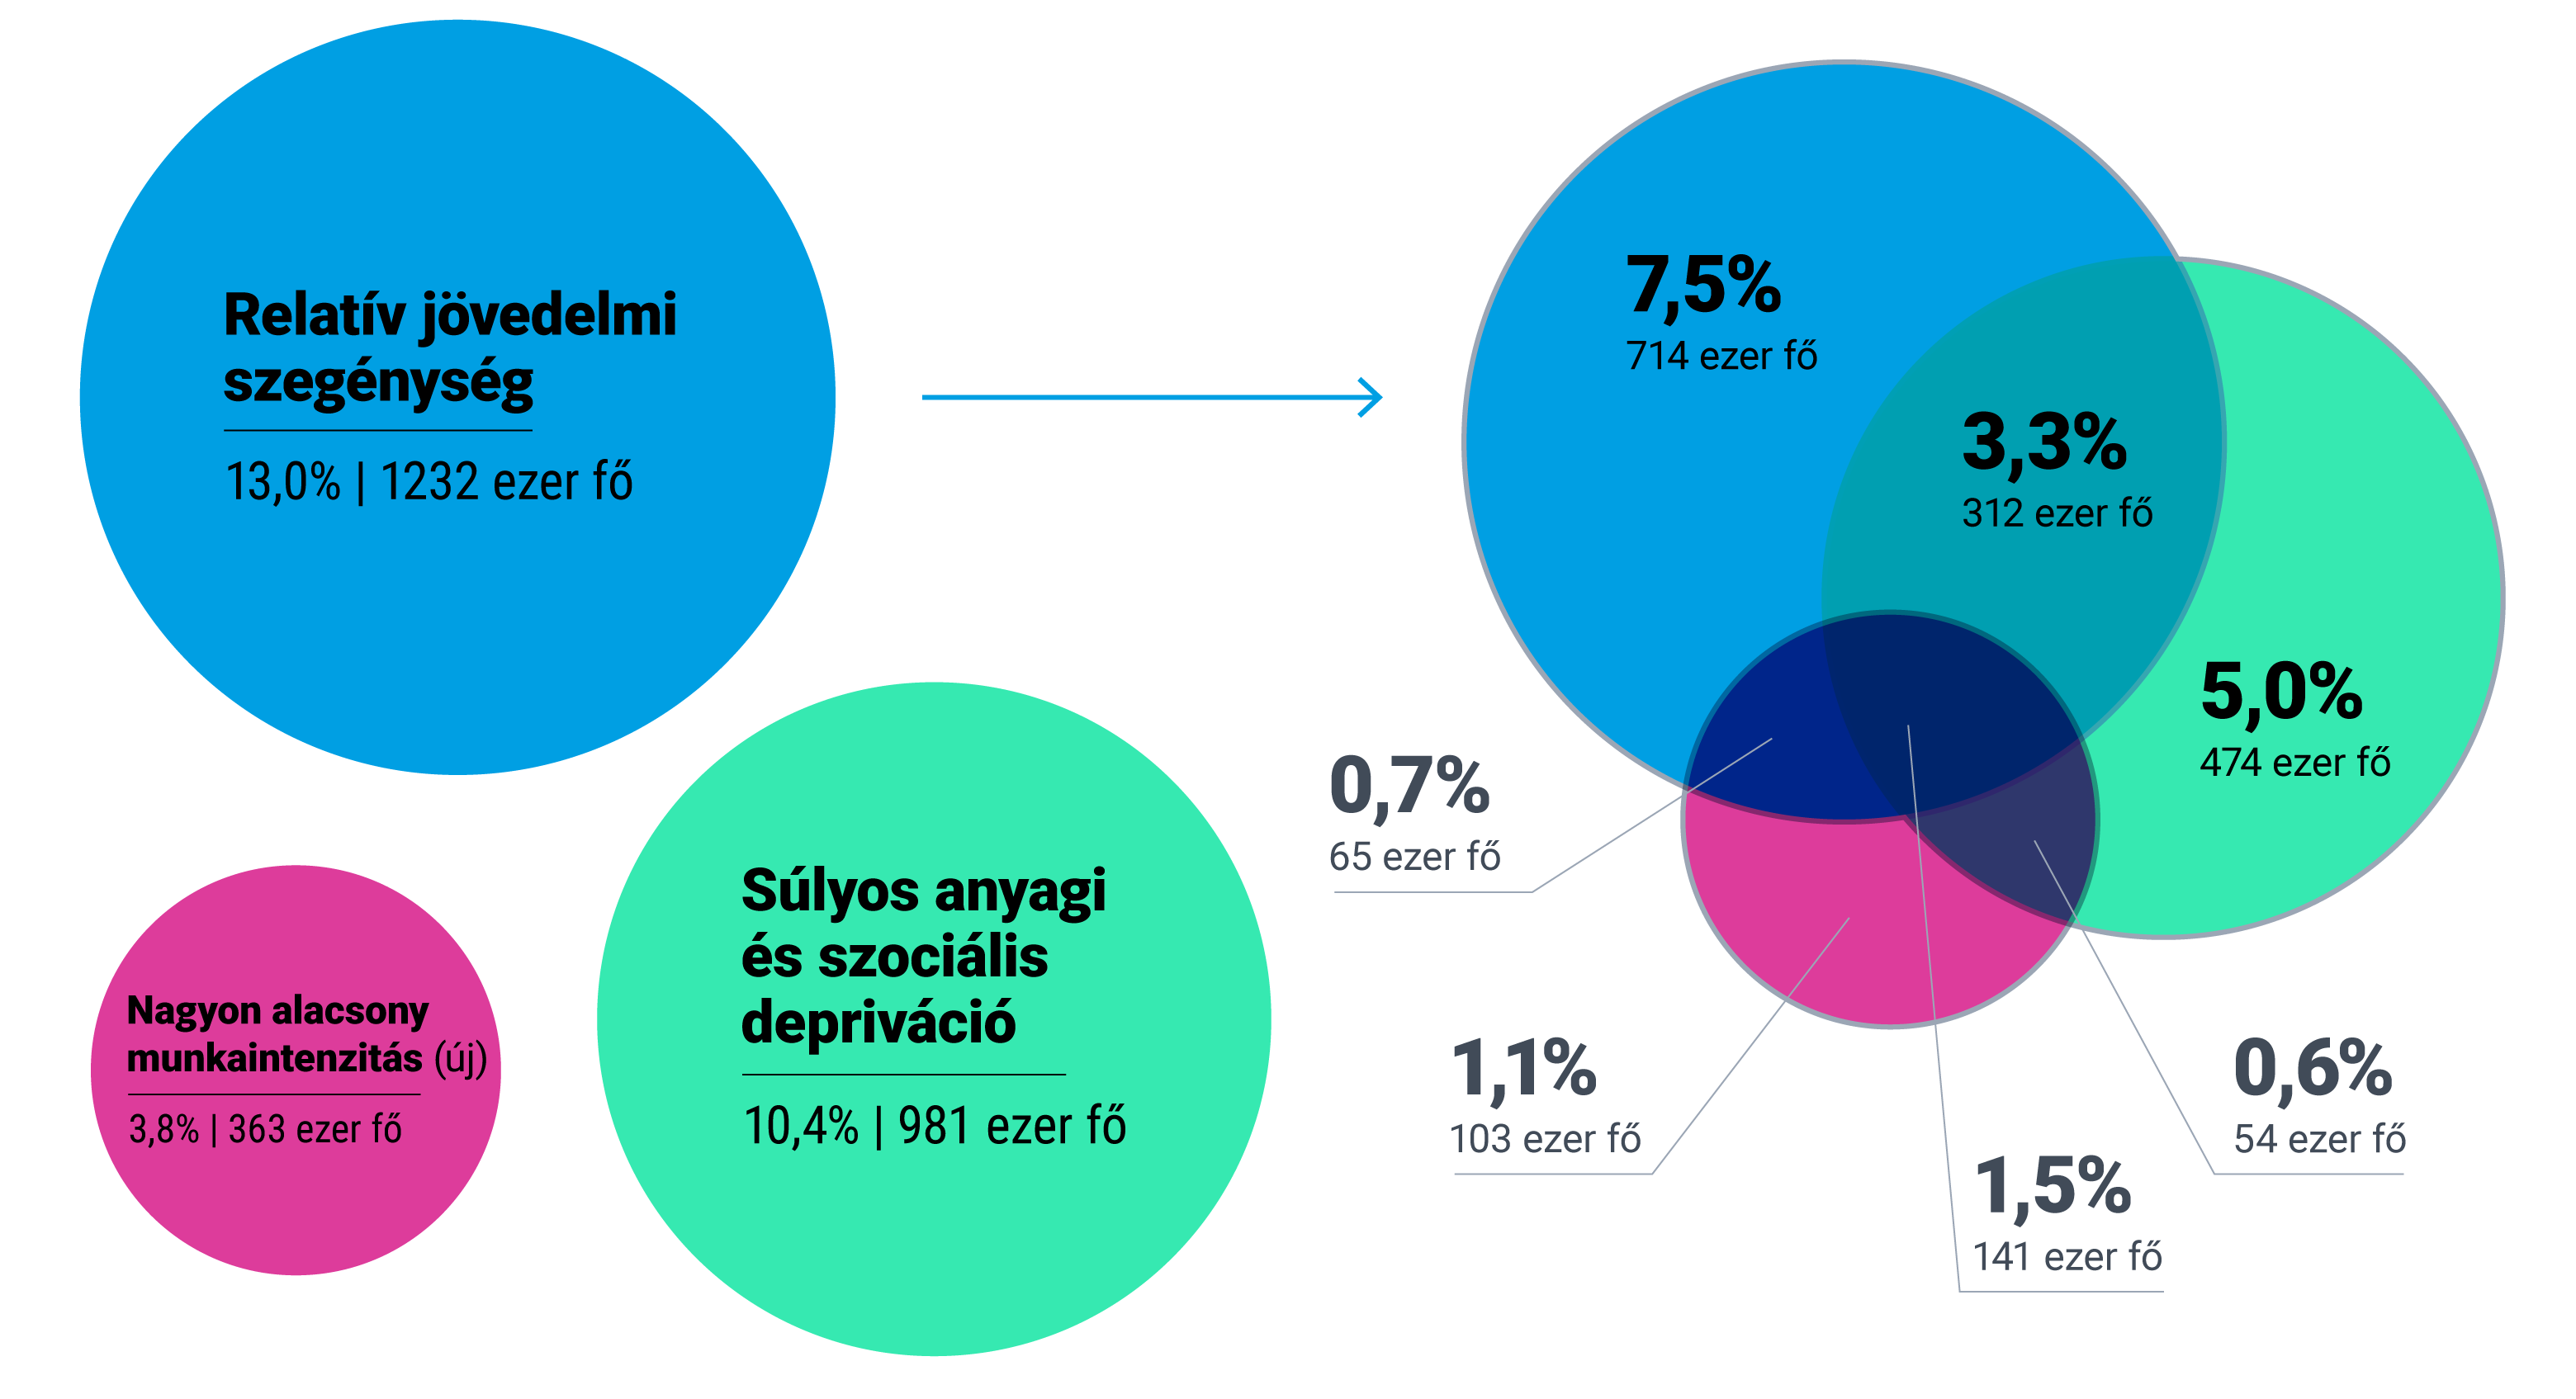 Relatív jövedelmi
szegénység
13,0% | 1232 ezer fő
Súlyos anyagi
és szociális
depriváció
10,4% | 981 ezer fő
Nagyon alacsony
munkaintenzitás (új)
3,8% | 363 ezer fő
7,5%
714 ezer fő
3,3%
312 ezer fő
5,0%
474 ezer fő
0,7%
65 ezer fő
1,1%
103 ezer fő
1,5%
141 ezer fő
0,6%
54 ezer fő